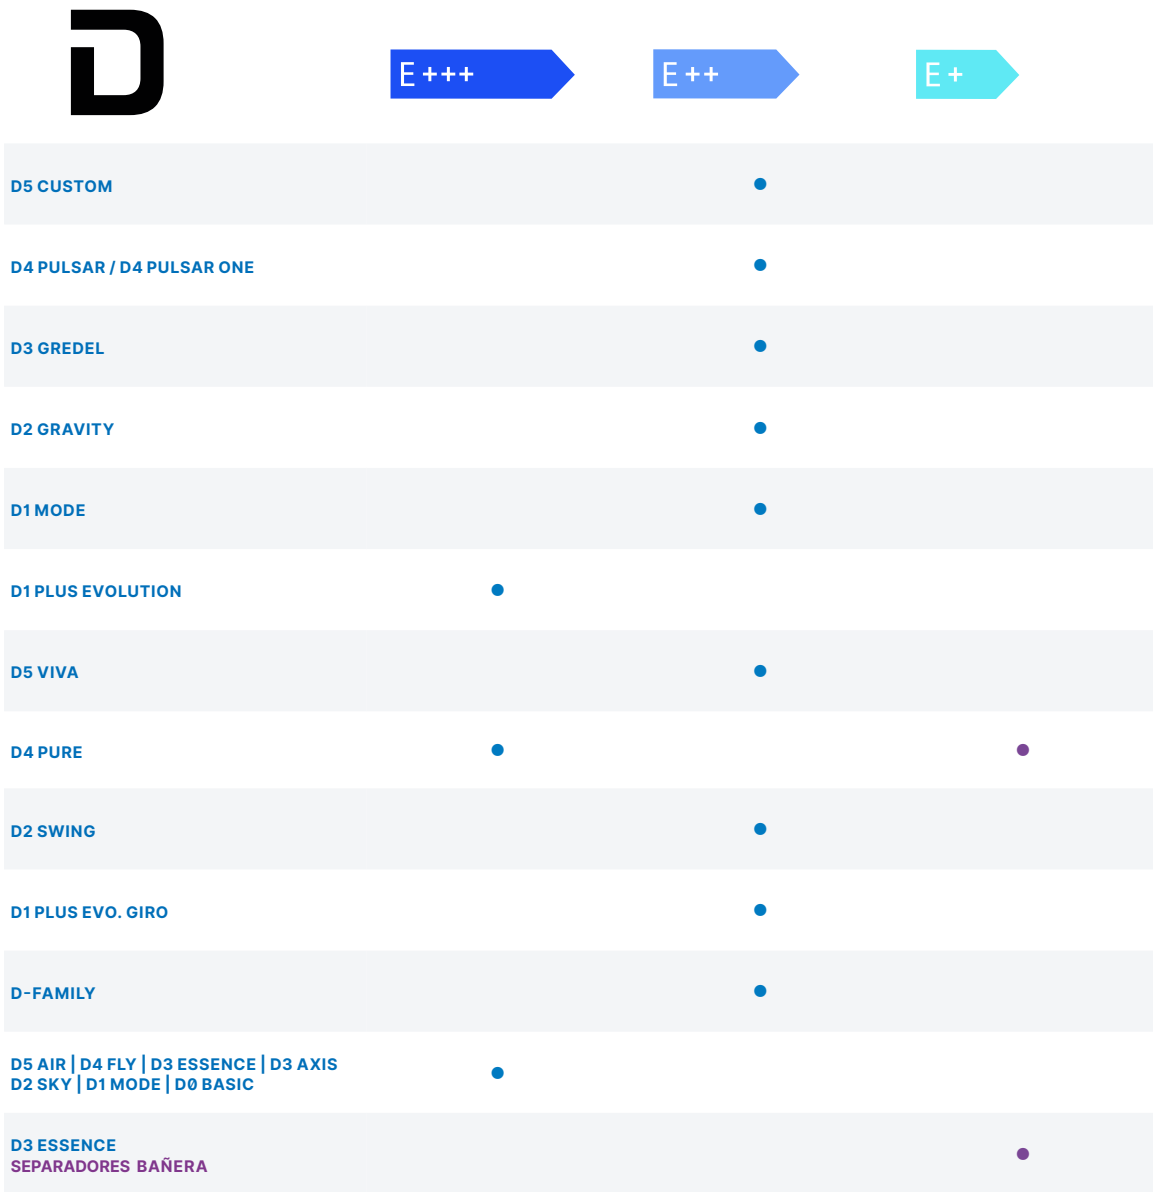 D
E +++
E ++
E +
D5 CUSTOM
D4 PULSAR / D4 PULSAR ONE
D3 GREDEL
D2 GRAVITY
D1 MODE
D1 PLUS EVOLUTION
D5 VIVA
D4 PURE
D2 SWING
D1 PLUS EVO. GIRO
D-FAMILY
D5 AIR | D4 FLY | D3 ESSENCE | D3 AXIS
D2 SKY | D1 MODE | D0 BASIC
D3 ESSENCE
SEPARADORES BAÑERA